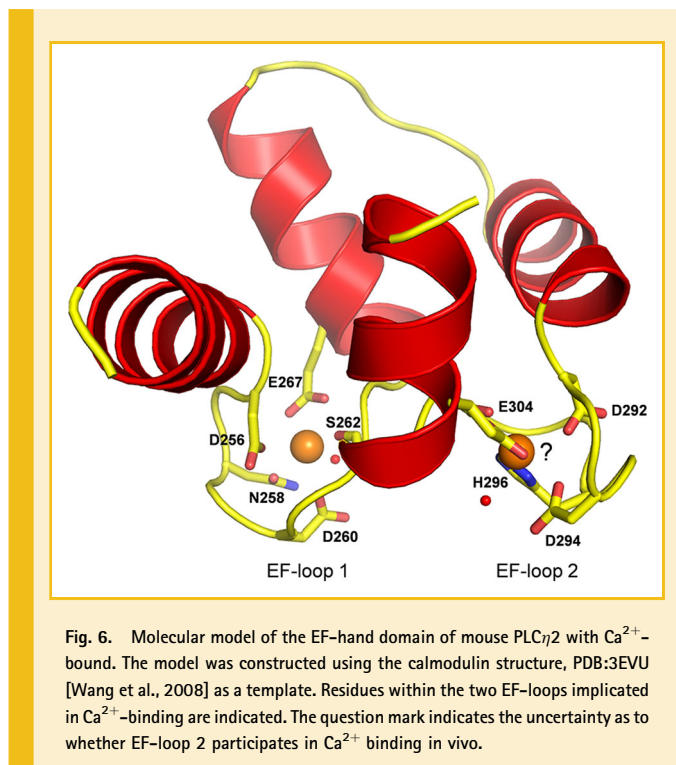 E267
E304
D292
S262
D256
?
H296
N258
D294
D260
EF-loop 1
EF-loop 2
Fig. 6. Molecular model of the EF-hand domain of mouse PLCη2 with Ca²⁺-
bound. The model was constructed using the calmodulin structure, PDB:3EVU
[Wang et al., 2008] as a template. Residues within the two EF-loops implicated
in Ca²⁺-binding are indicated. The question mark indicates the uncertainty as to
whether EF-loop 2 participates in Ca²⁺ binding in vivo.